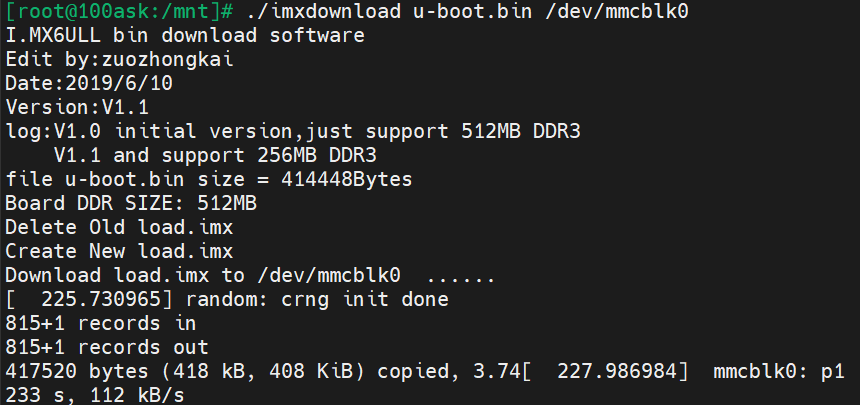 [root@100ask:/mnt]# ./imxdownload u-boot.bin /dev/mmcblk0
I.MX6ULL bin download software
Edit by:zuozhongkai
Date:2019/6/10
Version:V1.1
log:V1.0 initial version,just support 512MB DDR3
    V1.1 and support 256MB DDR3
file u-boot.bin size = 414448Bytes
Board DDR SIZE: 512MB
Delete Old load.imx
Create New load.imx
Download load.imx to /dev/mmcblk0  ......
[  225.730965] random: crng init done
815+1 records in
815+1 records out
417520 bytes (418 kB, 408 KiB) copied, 3.74[  227.986984]  mmcblk0: p1
233 s, 112 kB/s